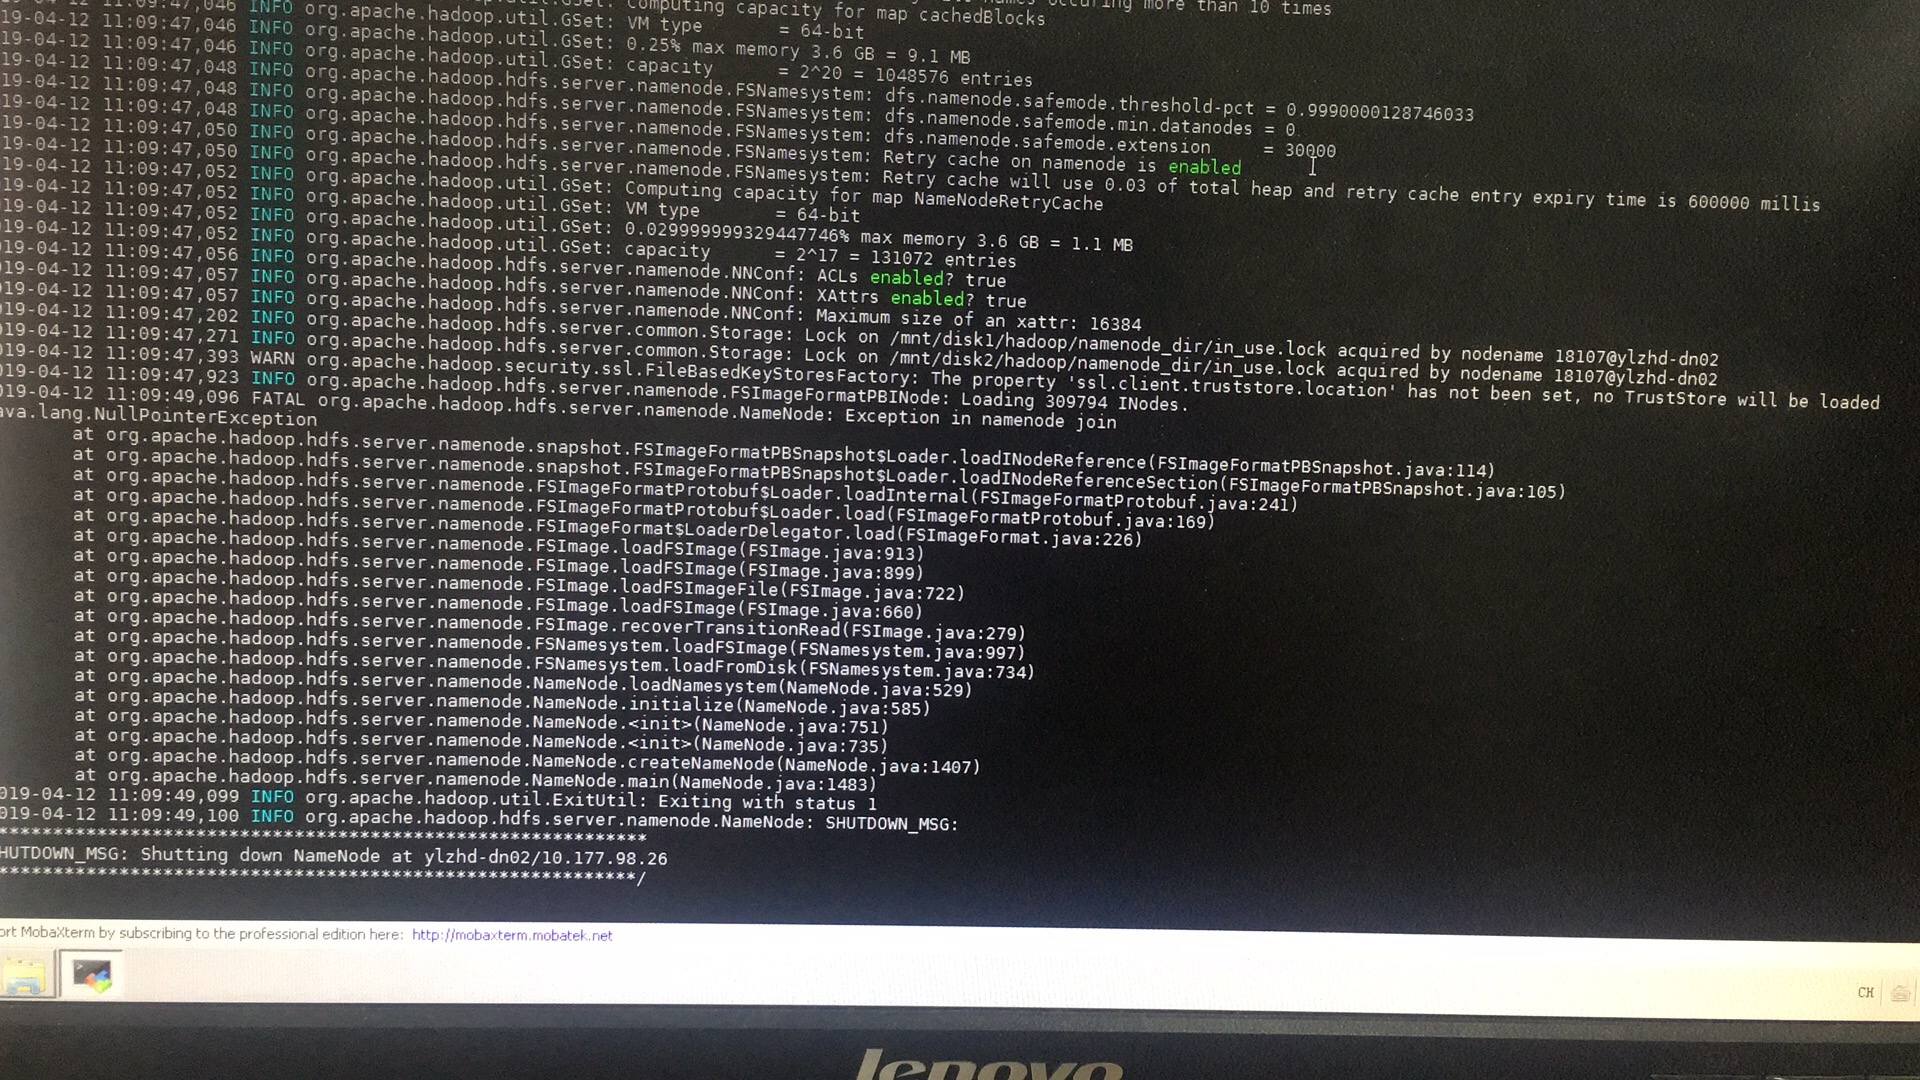 occuring more than 10 times
19-04-12 11:09:47,046 INFO org.apache.hadoop.util.GSet: Computing capacity for map cachedBlocks
19-04-12 11:09:47,046 INFO org.apache.hadoop.util.GSet: VM type = 64-bit
19-04-12 11:09:47,046 INFO org.apache.hadoop.util.GSet: 0.25% max memory 3.6 GB = 9.1 MB
19-04-12 11:09:47,046 INFO org.apache.hadoop.util.GSet: capacity = 2^20 = 1048576 entries
19-04-12 11:09:47,048 INFO org.apache.hadoop.hdfs.server.namenode.FSNamesystem: dfs.namenode.safemode.threshold-pct = 0.9990000128746033
19-04-12 11:09:47,048 INFO org.apache.hadoop.hdfs.server.namenode.FSNamesystem: dfs.namenode.safemode.min.datanodes = 0
19-04-12 11:09:47,048 INFO org.apache.hadoop.hdfs.server.namenode.FSNamesystem: dfs.namenode.safemode.extension = 30000
19-04-12 11:09:47,050 INFO org.apache.hadoop.hdfs.server.namenode.FSNamesystem: Retry cache on namenode is enabled
19-04-12 11:09:47,050 INFO org.apache.hadoop.hdfs.server.namenode.FSNamesystem: Retry cache will use 0.03 of total heap and retry cache entry expiry time is 600000 millis
19-04-12 11:09:47,052 INFO org.apache.hadoop.util.GSet: Computing capacity for map NameNodeRetryCache
19-04-12 11:09:47,052 INFO org.apache.hadoop.util.GSet: VM type = 64-bit
19-04-12 11:09:47,052 INFO org.apache.hadoop.util.GSet: 0.029999999329447746% max memory 3.6 GB = 1.1 MB
19-04-12 11:09:47,052 INFO org.apache.hadoop.util.GSet: capacity = 2^17 = 131072 entries
19-04-12 11:09:47,056 INFO org.apache.hadoop.hdfs.server.namenode.NNConf: ACLs enabled? true
19-04-12 11:09:47,057 INFO org.apache.hadoop.hdfs.server.namenode.NNConf: XAttrs enabled? true
19-04-12 11:09:47,057 INFO org.apache.hadoop.hdfs.server.namenode.NNConf: Maximum size of an xattr: 16384
019-04-12 11:09:47,202 INFO org.apache.hadoop.hdfs.server.common.Storage: Lock on /mnt/disk1/hadoop/namenode_dir/in_use.lock acquired by nodename 18107@ylzhd-dn02
019-04-12 11:09:47,271 INFO org.apache.hadoop.hdfs.server.common.Storage: Lock on /mnt/disk2/hadoop/namenode_dir/in_use.lock acquired by nodename 18107@ylzhd-dn02
019-04-12 11:09:47,393 WARN org.apache.hadoop.security.ssl.FileBasedKeyStoresFactory: The property 'ssl.client.truststore.location' has not been set, no TrustStore will be loaded
019-04-12 11:09:47,923 INFO org.apache.hadoop.hdfs.server.namenode.FSImageFormatPBINode: Loading 309794 INodes.
019-04-12 11:09:49,096 FATAL org.apache.hadoop.hdfs.server.namenode.NameNode: Exception in namenode join
ava.lang.NullPointerException
at org.apache.hadoop.hdfs.server.namenode.snapshot.FSImageFormatPBSnapshot$Loader.loadINodeReference(FSImageFormatPBSnapshot.java:114)
at org.apache.hadoop.hdfs.server.namenode.snapshot.FSImageFormatPBSnapshot$Loader.loadINodeReferenceSection(FSImageFormatPBSnapshot.java:105)
at org.apache.hadoop.hdfs.server.namenode.FSImageFormatProtobuf$Loader.loadInternal(FSImageFormatProtobuf.java:241)
at org.apache.hadoop.hdfs.server.namenode.FSImageFormatProtobuf$Loader.load(FSImageFormatProtobuf.java:169)
at org.apache.hadoop.hdfs.server.namenode.FSImageFormat$LoaderDelegator.load(FSImageFormat.java:226)
at org.apache.hadoop.hdfs.server.namenode.FSImage.loadFSImage(FSImage.java:913)
at org.apache.hadoop.hdfs.server.namenode.FSImage.loadFSImage(FSImage.java:899)
at org.apache.hadoop.hdfs.server.namenode.FSImage.loadFSImageFile(FSImage.java:722)
at org.apache.hadoop.hdfs.server.namenode.FSImage.loadFSImage(FSImage.java:660)
at org.apache.hadoop.hdfs.server.namenode.FSImage.recoverTransitionRead(FSImage.java:279)
at org.apache.hadoop.hdfs.server.namenode.FSNamesystem.loadFSImage(FSNamesystem.java:997)
at org.apache.hadoop.hdfs.server.namenode.FSNamesystem.loadFromDisk(FSNamesystem.java:734)
at org.apache.hadoop.hdfs.server.namenode.NameNode.loadNamesystem(NameNode.java:529)
at org.apache.hadoop.hdfs.server.namenode.NameNode.initialize(NameNode.java:585)
at org.apache.hadoop.hdfs.server.namenode.NameNode.<init>(NameNode.java:751)
at org.apache.hadoop.hdfs.server.namenode.NameNode.<init>(NameNode.java:735)
at org.apache.hadoop.hdfs.server.namenode.NameNode.createNameNode(NameNode.java:1407)
at org.apache.hadoop.hdfs.server.namenode.NameNode.main(NameNode.java:1483)
019-04-12 11:09:49,099 INFO org.apache.hadoop.util.ExitUtil: Exiting with status 1
019-04-12 11:09:49,100 INFO org.apache.hadoop.hdfs.server.namenode.NameNode: SHUTDOWN_MSG:
************************************************************
HUTDOWN_MSG: Shutting down NameNode at ylzhd-dn02/10.177.98.26
************************************************************/
ort MobaXterm by subscribing to the professional edition here: http://mobaxterm.mobatek.net
CH
lenovo